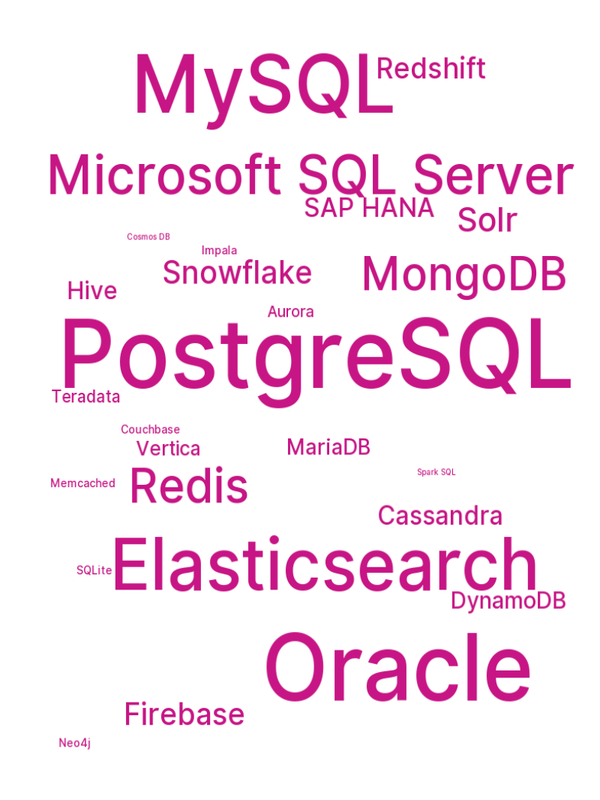 MySQL
Redshift
Microsoft SQL Server
SAP HANA
Solr
Cosmos DB
Impala
Snowflake
MongoDB
Hive
Aurora
PostgreSQL
Teradata
Couchbase
Vertica
MariaDB
Spark SQL
Memcached
Redis
Cassandra
Elasticsearch
SQLite
DynamoDB
Oracle
Firebase
Neo4j